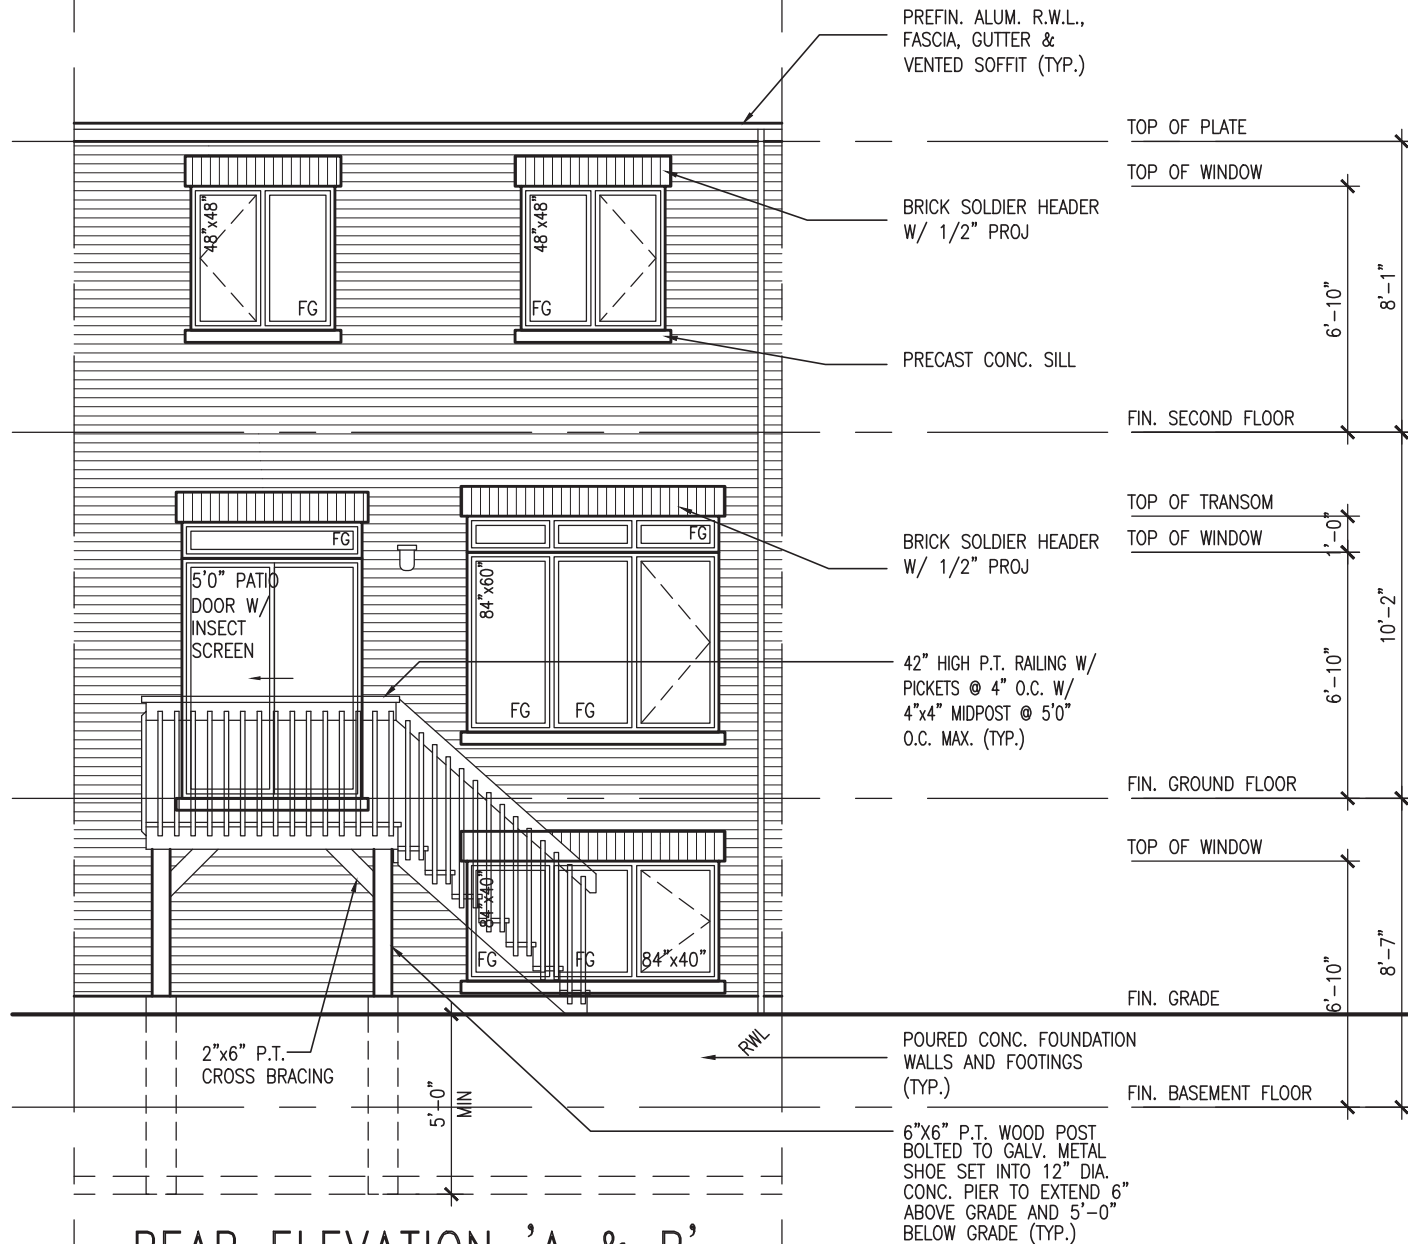 PREFIN. ALUM. R.W.L.,
FASCIA, GUTTER &
VENTED SOFFIT (TYP.)
TOP OF PLATE
TOP OF WINDOW
BRICK SOLDIER HEADER
W/ 1/2" PROJ
48"x48"
FG
48"x48"
FG
6'-10"
8'-1"
PRECAST CONC. SILL
FIN. SECOND FLOOR
TOP OF TRANSOM
TOP OF WINDOW
1'-0"
BRICK SOLDIER HEADER
W/ 1/2" PROJ
FG
FG
5'0" PATIO
DOOR W/
INSECT
SCREEN
84"x60"
FG
FG
10'-2"
6'-10"
42" HIGH P.T. RAILING W/
PICKETS @ 4" O.C. W/
4"x4" MIDPOST @ 5'0"
O.C. MAX. (TYP.)
FIN. GROUND FLOOR
TOP OF WINDOW
84"x40"
FG
FG
84"x40"
8'-7"
6'-10"
FIN. GRADE
2"x6" P.T.
CROSS BRACING
RWL
POURED CONC. FOUNDATION
WALLS AND FOOTINGS
(TYP.)
FIN. BASEMENT FLOOR
5'-0"
MIN
6"X6" P.T. WOOD POST
BOLTED TO GALV. METAL
SHOE SET INTO 12" DIA.
CONC. PIER TO EXTEND 6"
ABOVE GRADE AND 5'-0"
BELOW GRADE (TYP.)
REAR ELEVATION 'A & B'